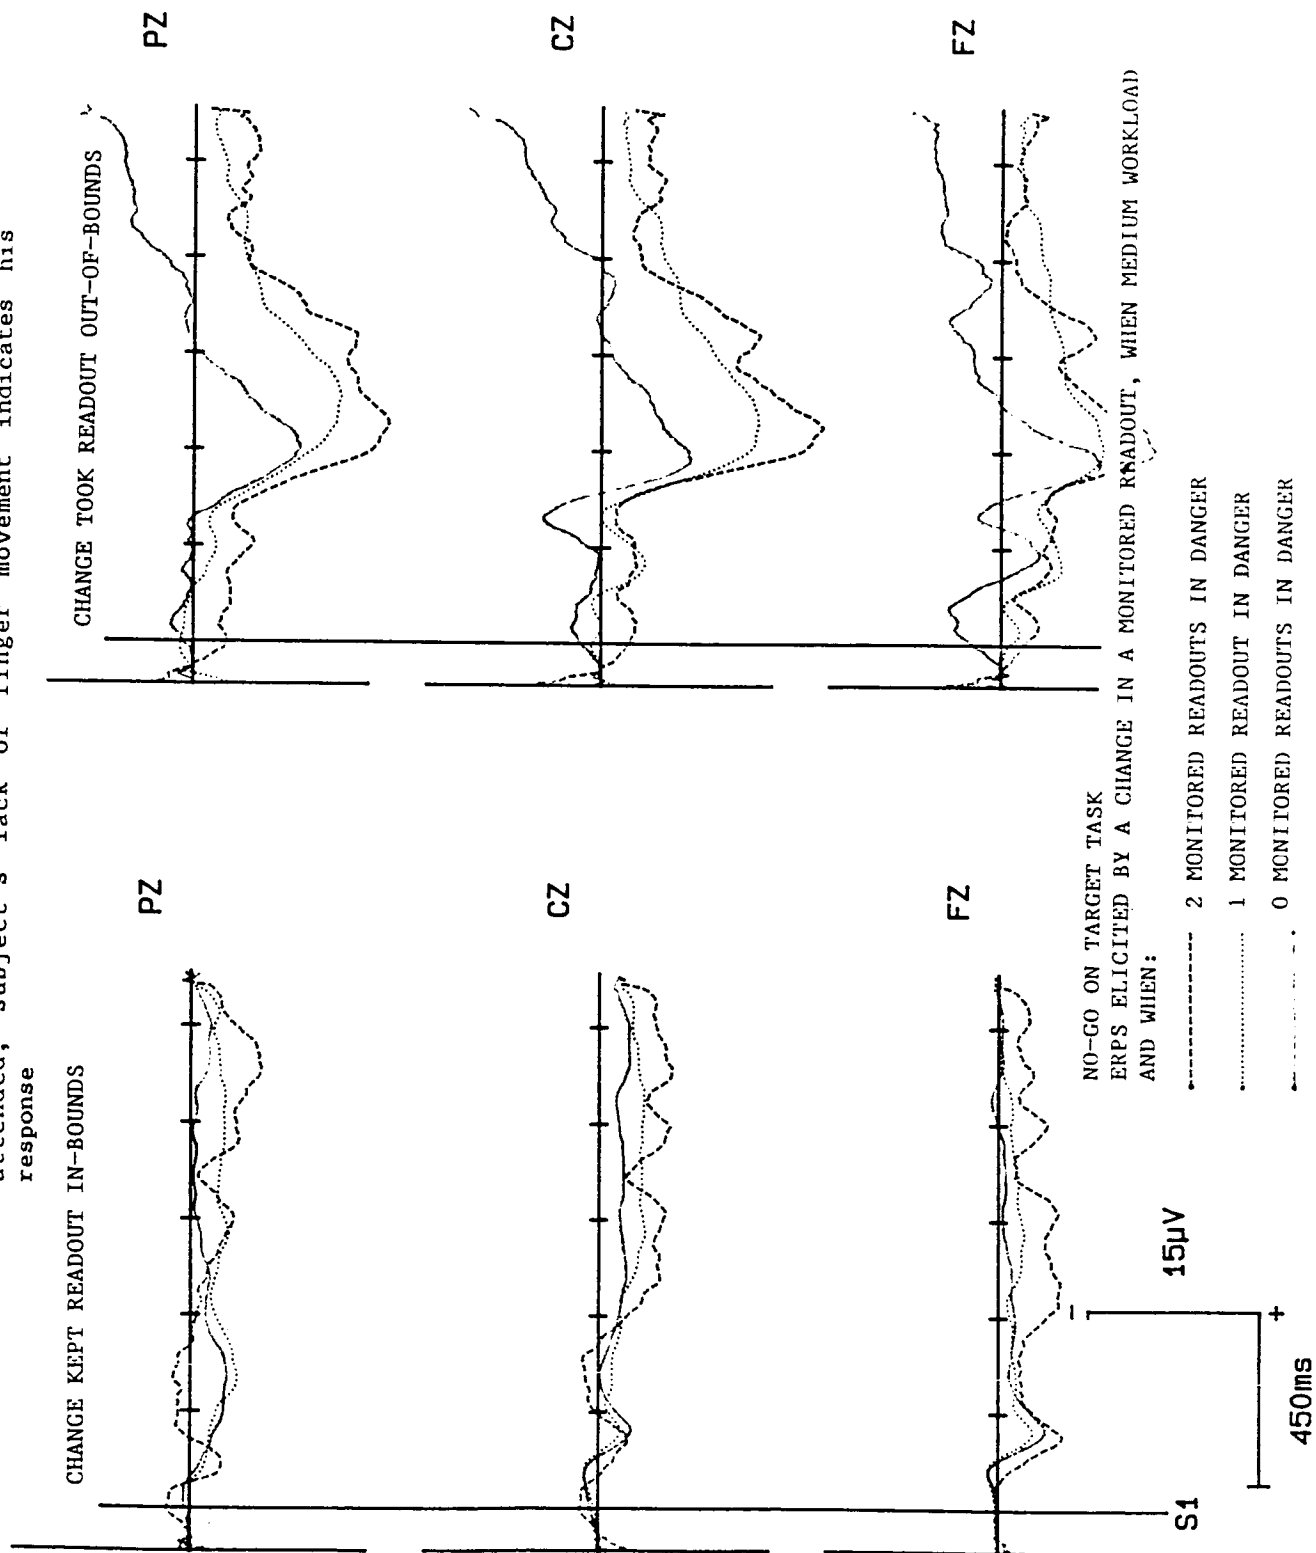 subject's lack of finger movement indicates his
response
CHANGE KEPT READOUT IN-BOUNDS
CHANGE TOOK READOUT OUT-OF-BOUNDS
PZ
PZ
CZ
CZ
FZ
FZ
S1
15µV
-
+
450ms
NO-GO ON TARGET TASK
ERPS ELICITED BY A CHANGE IN A MONITORED READOUT, WHEN MEDIUM WORKLOAD
AND WHEN:
2 MONITORED READOUTS IN DANGER
1 MONITORED READOUT IN DANGER
0 MONITORED READOUTS IN DANGER